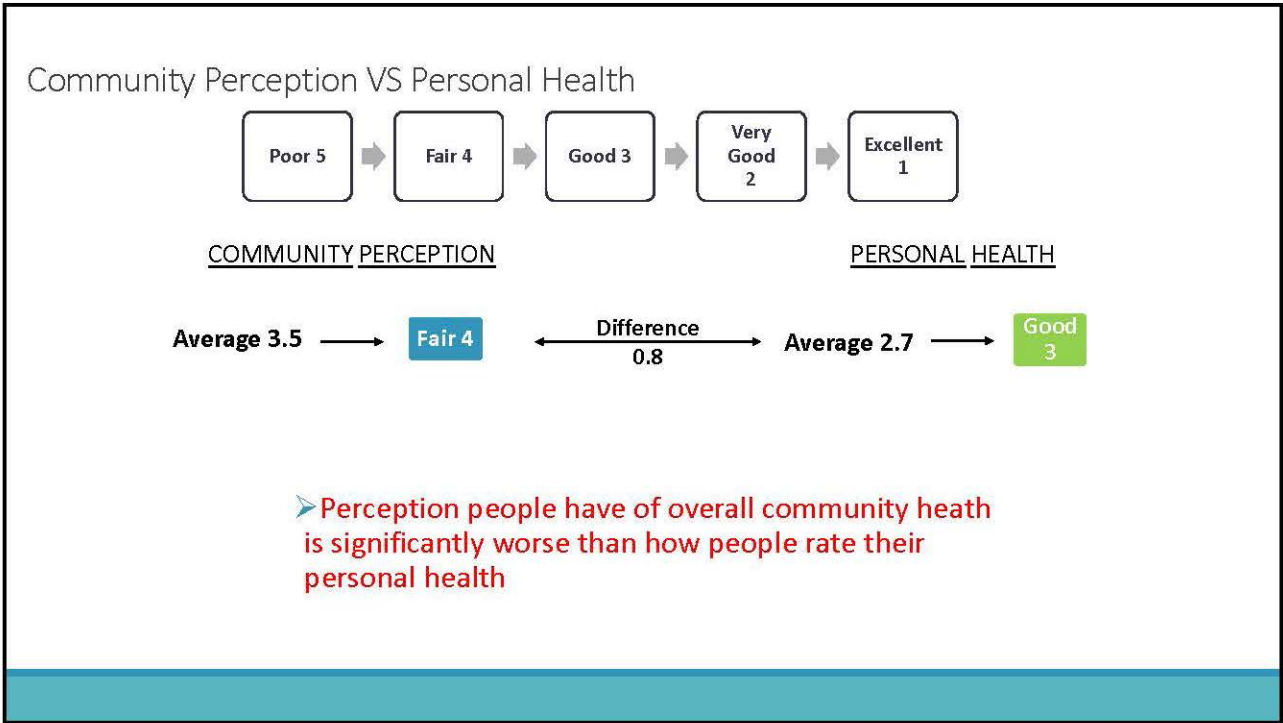 Community Perception VS Personal Health
Poor 5
Fair 4
Good 3
Very
Good
2
Excellent
1
COMMUNITY PERCEPTION
PERSONAL HEALTH
Average 3.5
Fair 4
Difference
0.8
Average 2.7
Good
3
➢Perception people have of overall community heath
is significantly worse than how people rate their
personal health